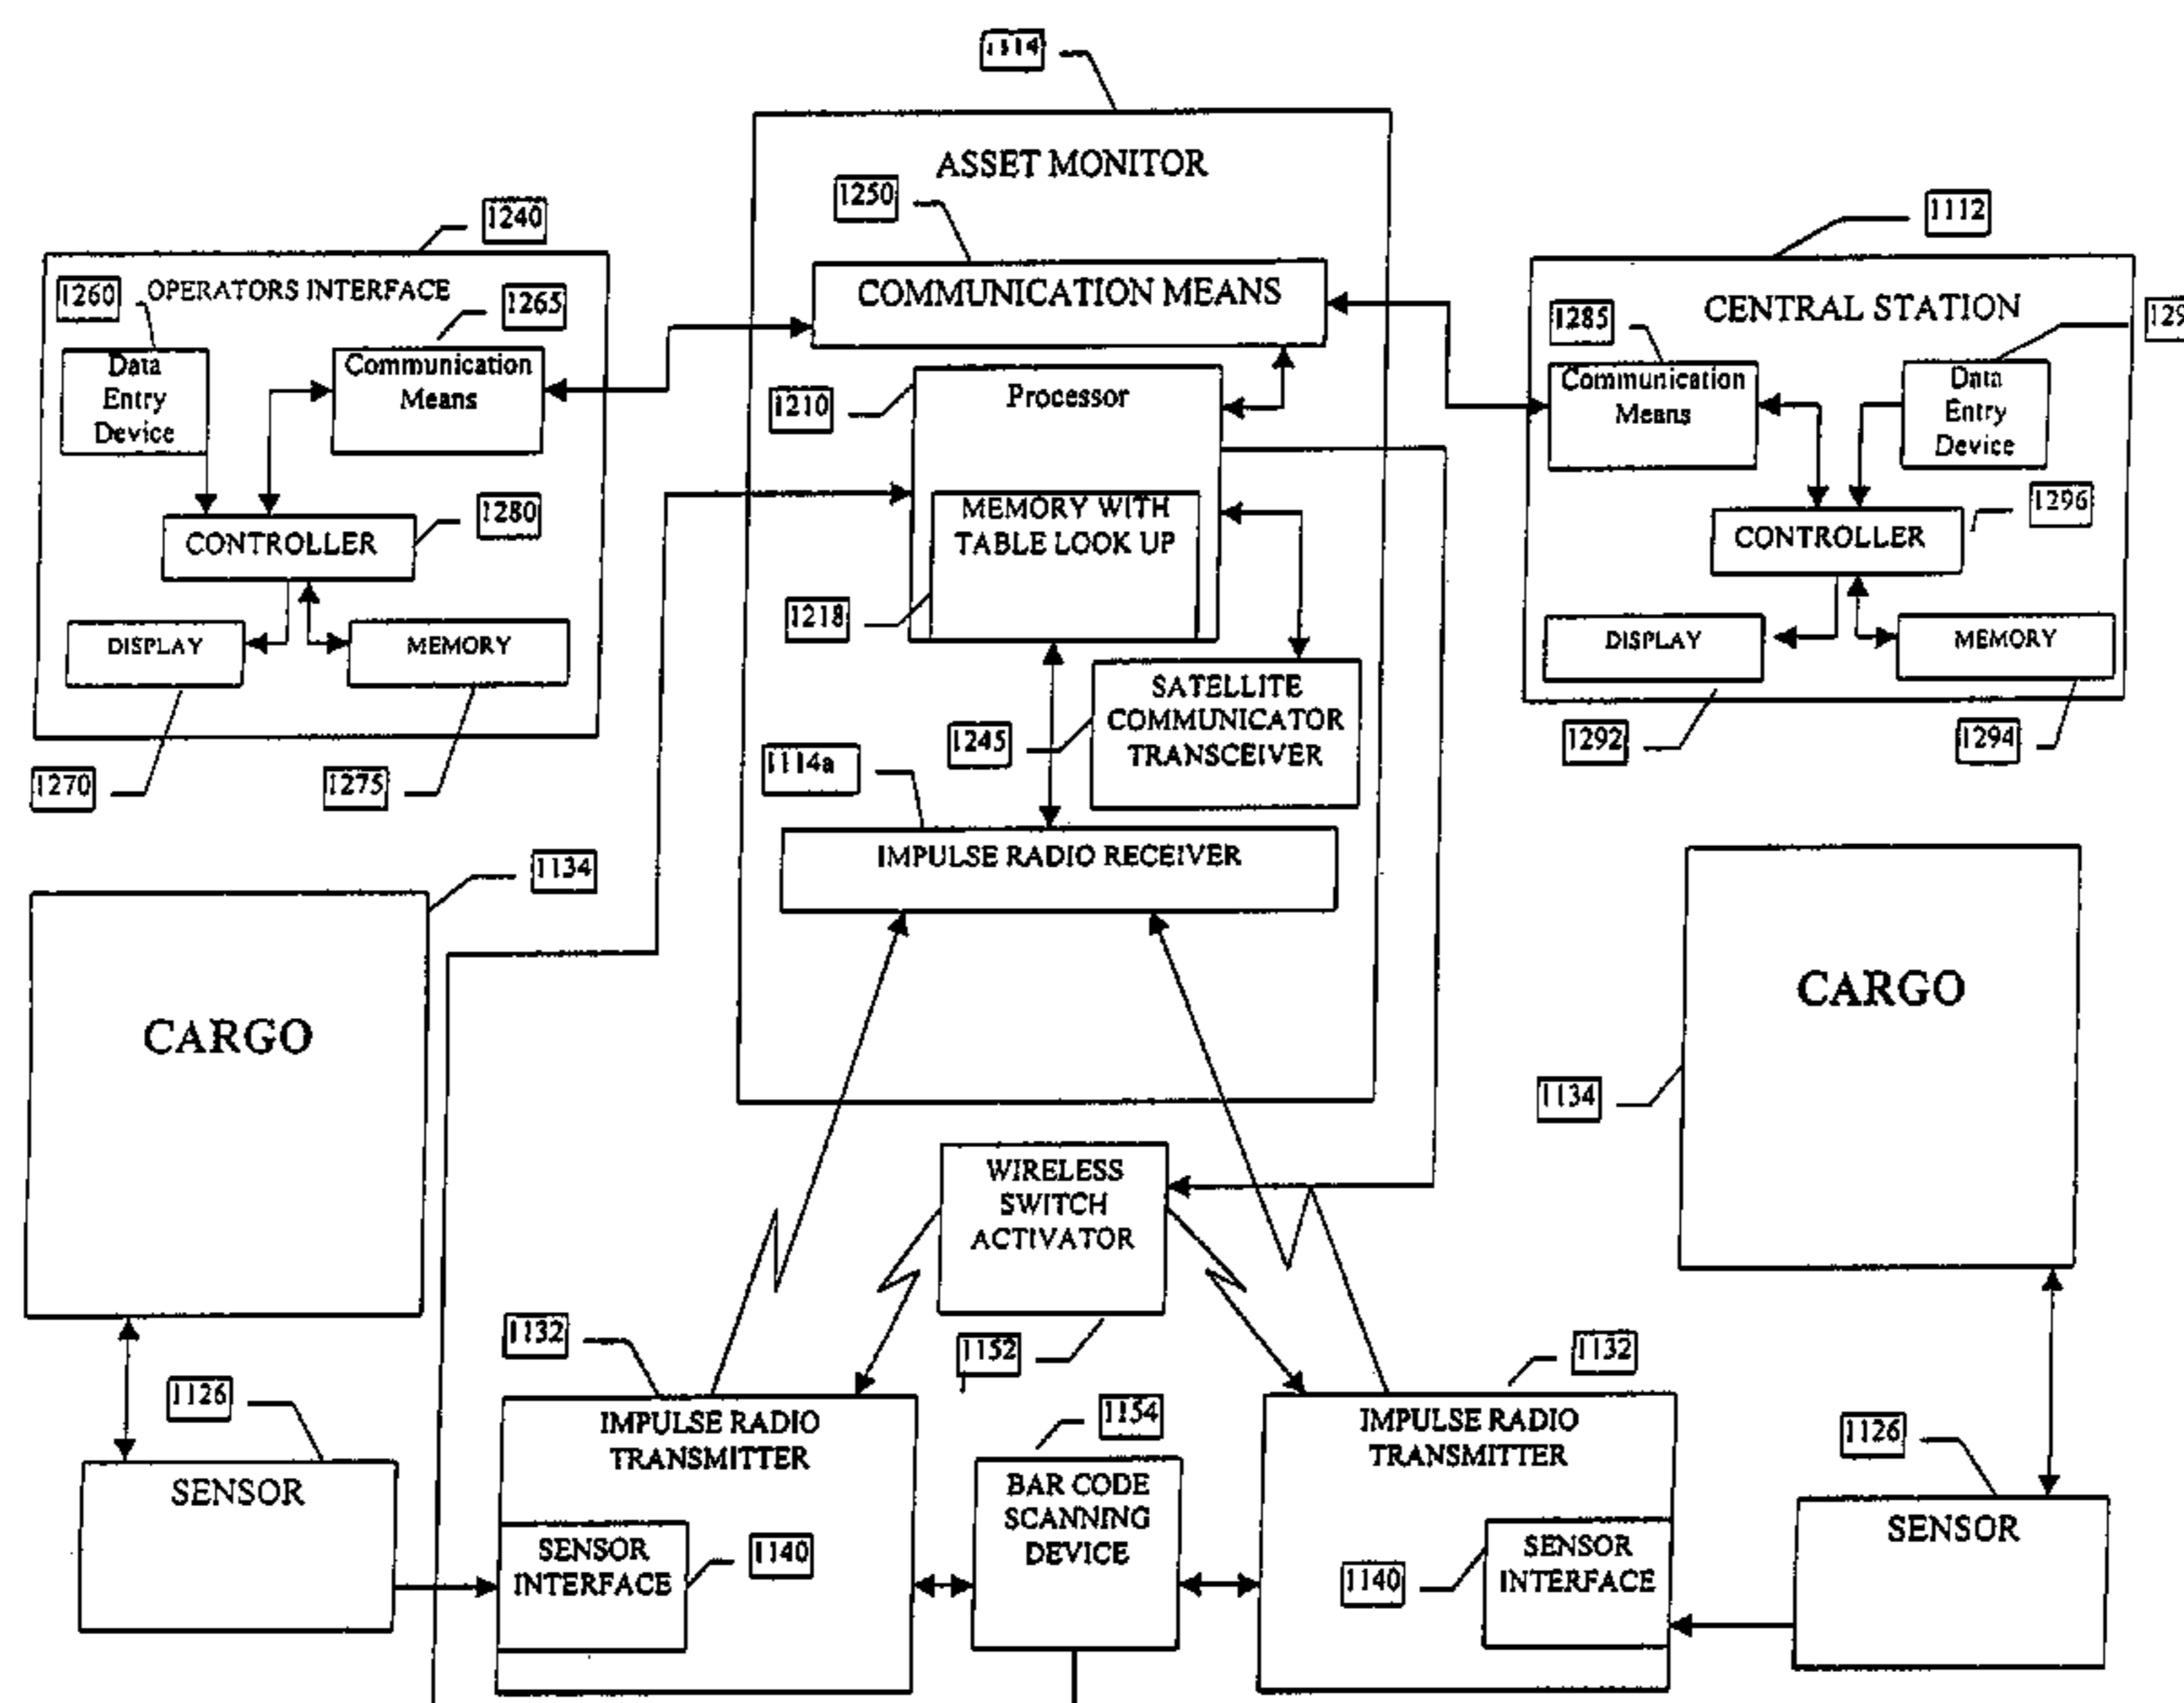 1114
ASSET MONITOR
1250
COMMUNICATION MEANS
1240
1260
OPERATORS INTERFACE
1265
Data
Entry
Device
Communication
Means
1280
CONTROLLER
DISPLAY
MEMORY
1270
1275
1112
CENTRAL STATION
1285
129
Communication
Means
Data
Entry
Device
1296
CONTROLLER
DISPLAY
MEMORY
1292
1294
1210
Processor
MEMORY WITH
TABLE LOOK UP
1218
SATELLITE
COMMUNICATOR
TRANSCEIVER
1245
1114a
IMPULSE RADIO RECEIVER
1134
CARGO
CARGO
1134
WIRELESS
SWITCH
ACTIVATOR
1152
1132
1132
1126
SENSOR
IMPULSE RADIO
TRANSMITTER
SENSOR
INTERFACE
1140
1154
BAR CODE
SCANNING
DEVICE
IMPULSE RADIO
TRANSMITTER
1140
SENSOR
INTERFACE
1126
SENSOR